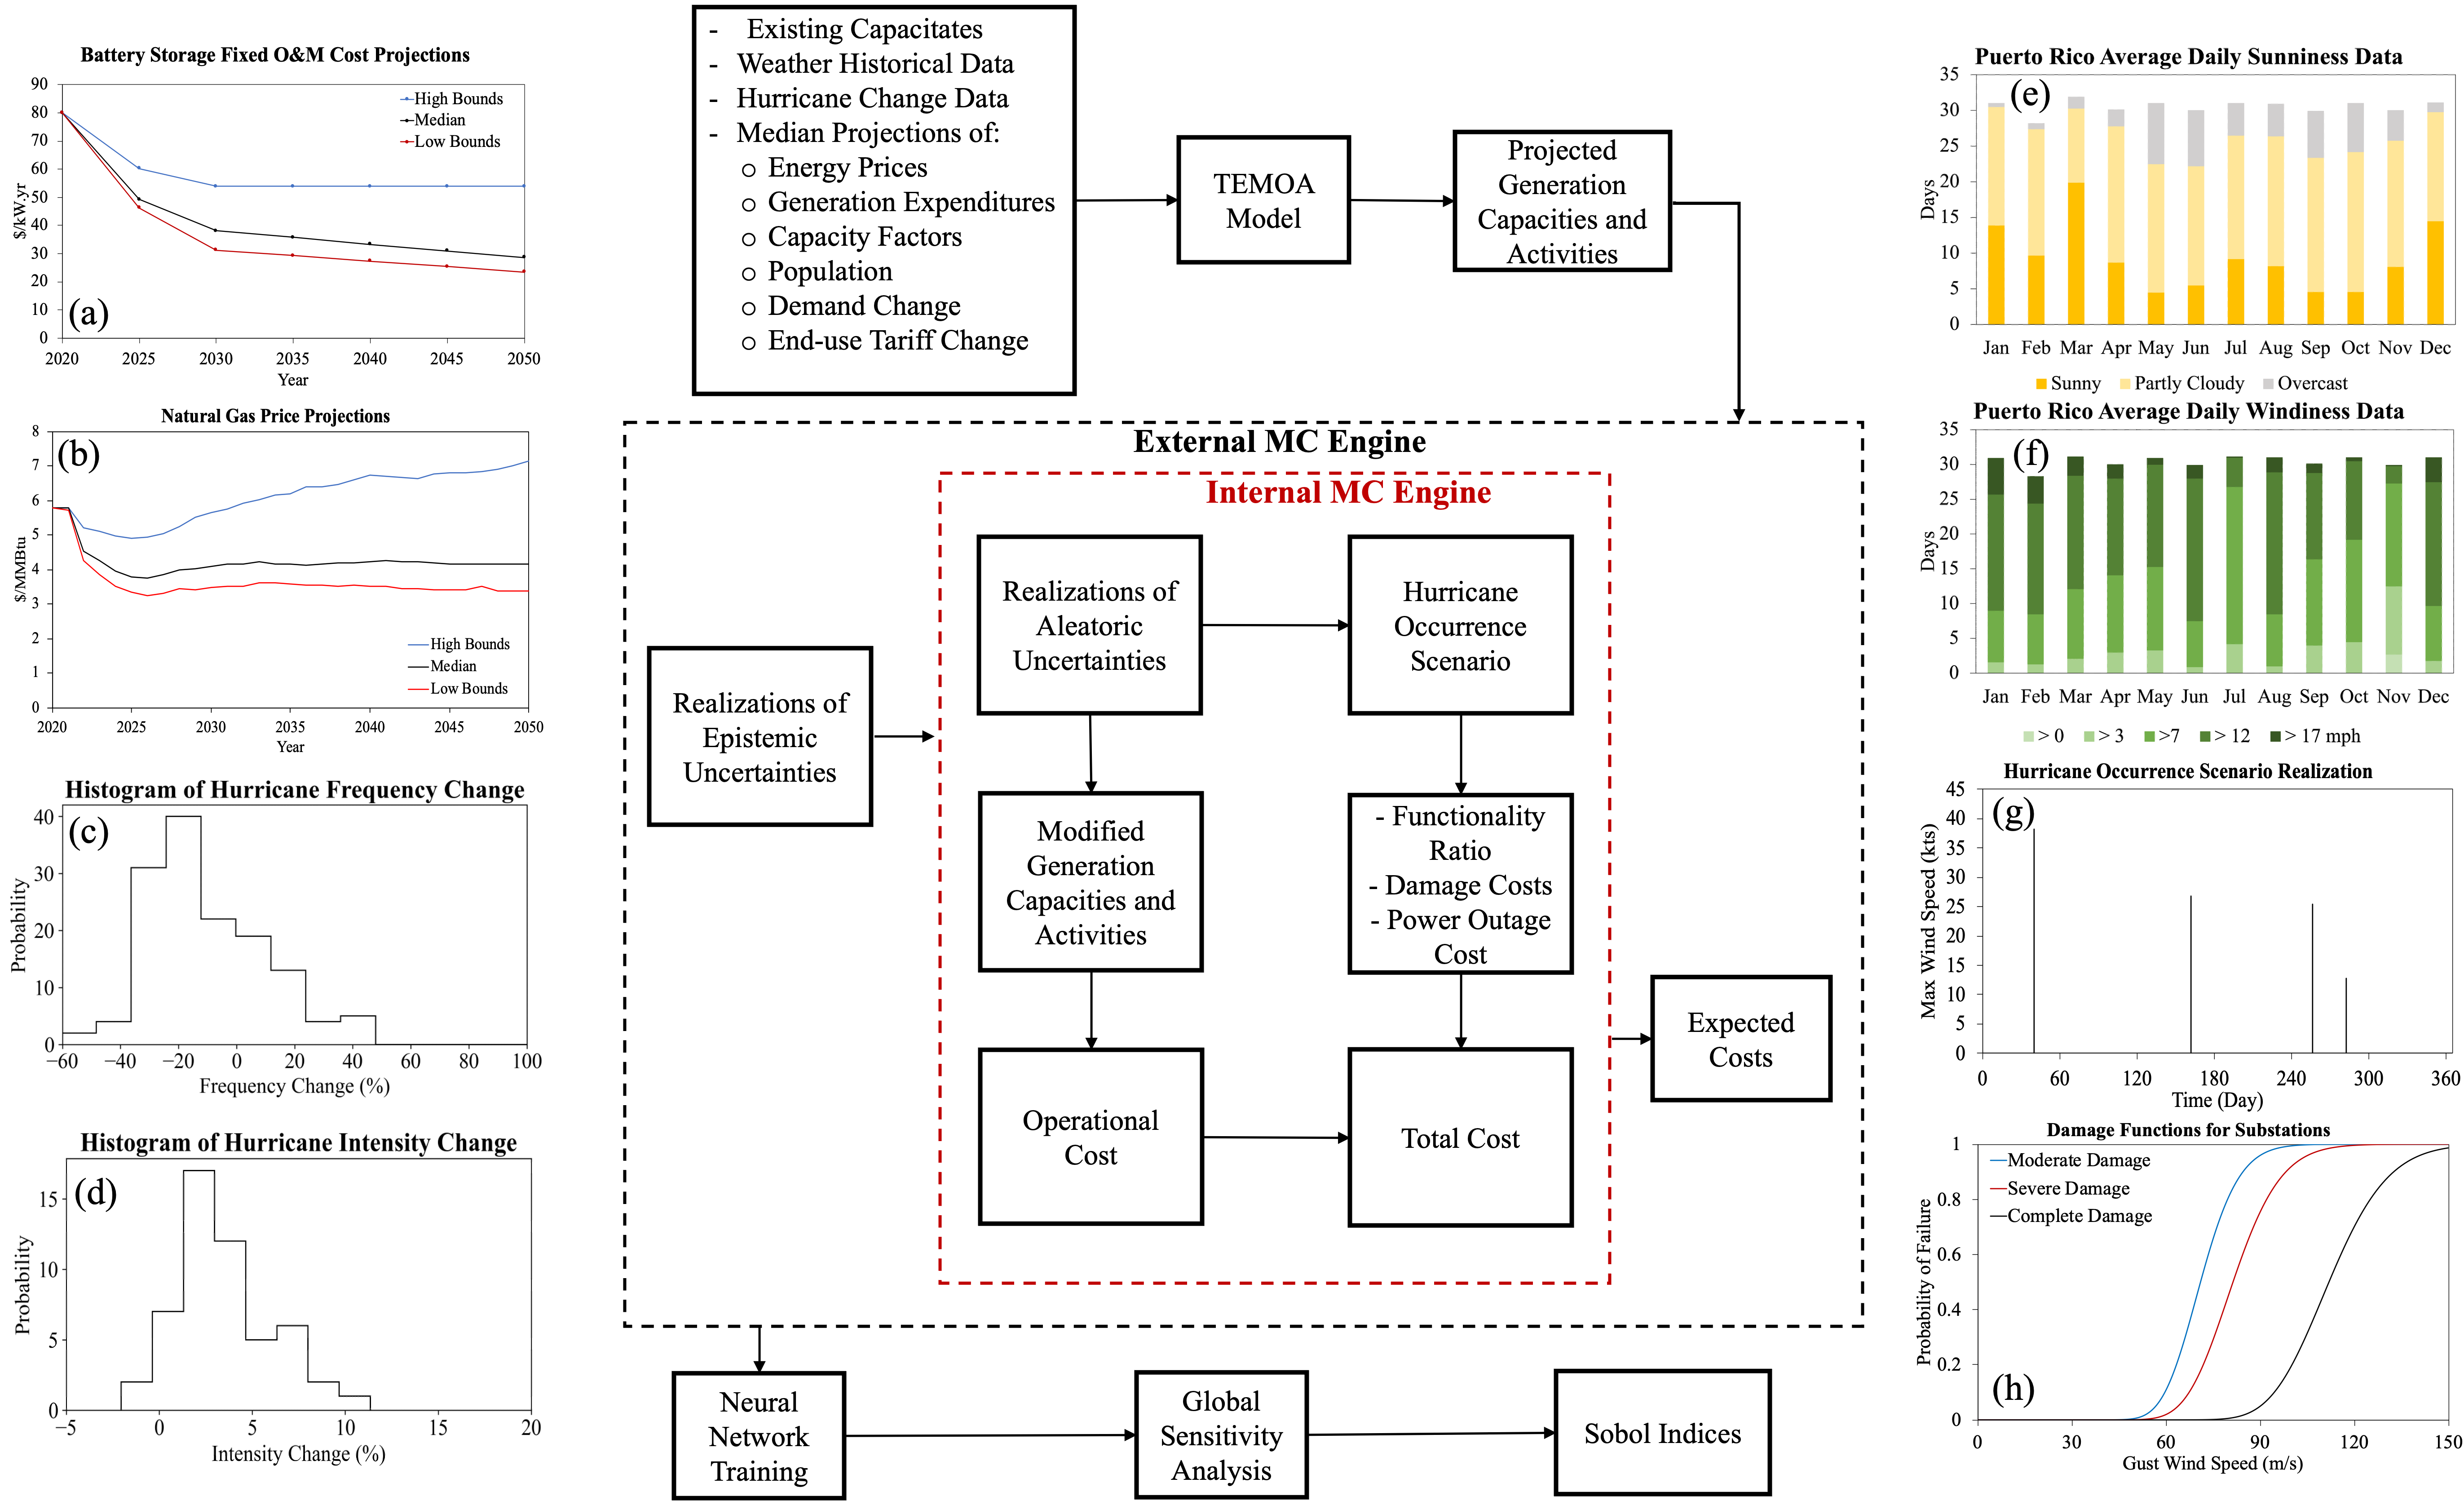 Battery Storage Fixed O&M Cost Projections
90
80
70
60
50
40
30
20
10
0
$/kW.yr
High Bounds
Median
Low Bounds
(a)
2020 2025 2030 2035 2040 2045 2050
Year
Natural Gas Price Projections
8
7
6
5
4
3
2
1
0
$/MMBtu
(b)
High Bounds
Median
Low Bounds
2020 2025 2030 2035 2040 2045 2050
Year
Histogram of Hurricane Frequency Change
(c)
40
30
20
10
0
Probability
−60 −40 −20 0 20 40 60 80 100
Frequency Change (%)
Histogram of Hurricane Intensity Change
(d)
15
10
5
0
Probability
−5 0 5 10 15 20
Intensity Change (%)
- Existing Capacitates
- Weather Historical Data
- Hurricane Change Data
- Median Projections of:
○ Energy Prices
○ Generation Expenditures
○ Capacity Factors
○ Population
○ Demand Change
○ End-use Tariff Change
TEMOA
Model
Projected
Generation
Capacities and
Activities
External MC Engine
Internal MC Engine
Realizations of
Epistemic
Uncertainties
Realizations of
Aleatoric
Uncertainties
Hurricane
Occurrence
Scenario
Modified
Generation
Capacities and
Activities
- Functionality
Ratio
- Damage Costs
- Power Outage
Cost
Operational
Cost
Total Cost
Expected
Costs
Neural
Network
Training
Global
Sensitivity
Analysis
Sobol Indices
Puerto Rico Average Daily Sunniness Data
35
30
25
20
15
10
5
0
Days
(e)
Jan Feb Mar Apr May Jun Jul Aug Sep Oct Nov Dec
Sunny Partly Cloudy Overcast
Puerto Rico Average Daily Windiness Data
35
30
25
20
15
10
5
0
Days
(f)
Jan Feb Mar Apr May Jun Jul Aug Sep Oct Nov Dec
> 0 > 3 >7 > 12 > 17 mph
Hurricane Occurrence Scenario Realization
45
40
35
30
25
20
15
10
5
0
Max Wind Speed (kts)
(g)
0 60 120 180 240 300 360
Time (Day)
Damage Functions for Substations
1
0.8
0.6
0.4
0.2
0
Probability of Failure
Moderate Damage
Severe Damage
Complete Damage
(h)
0 30 60 90 120 150
Gust Wind Speed (m/s)